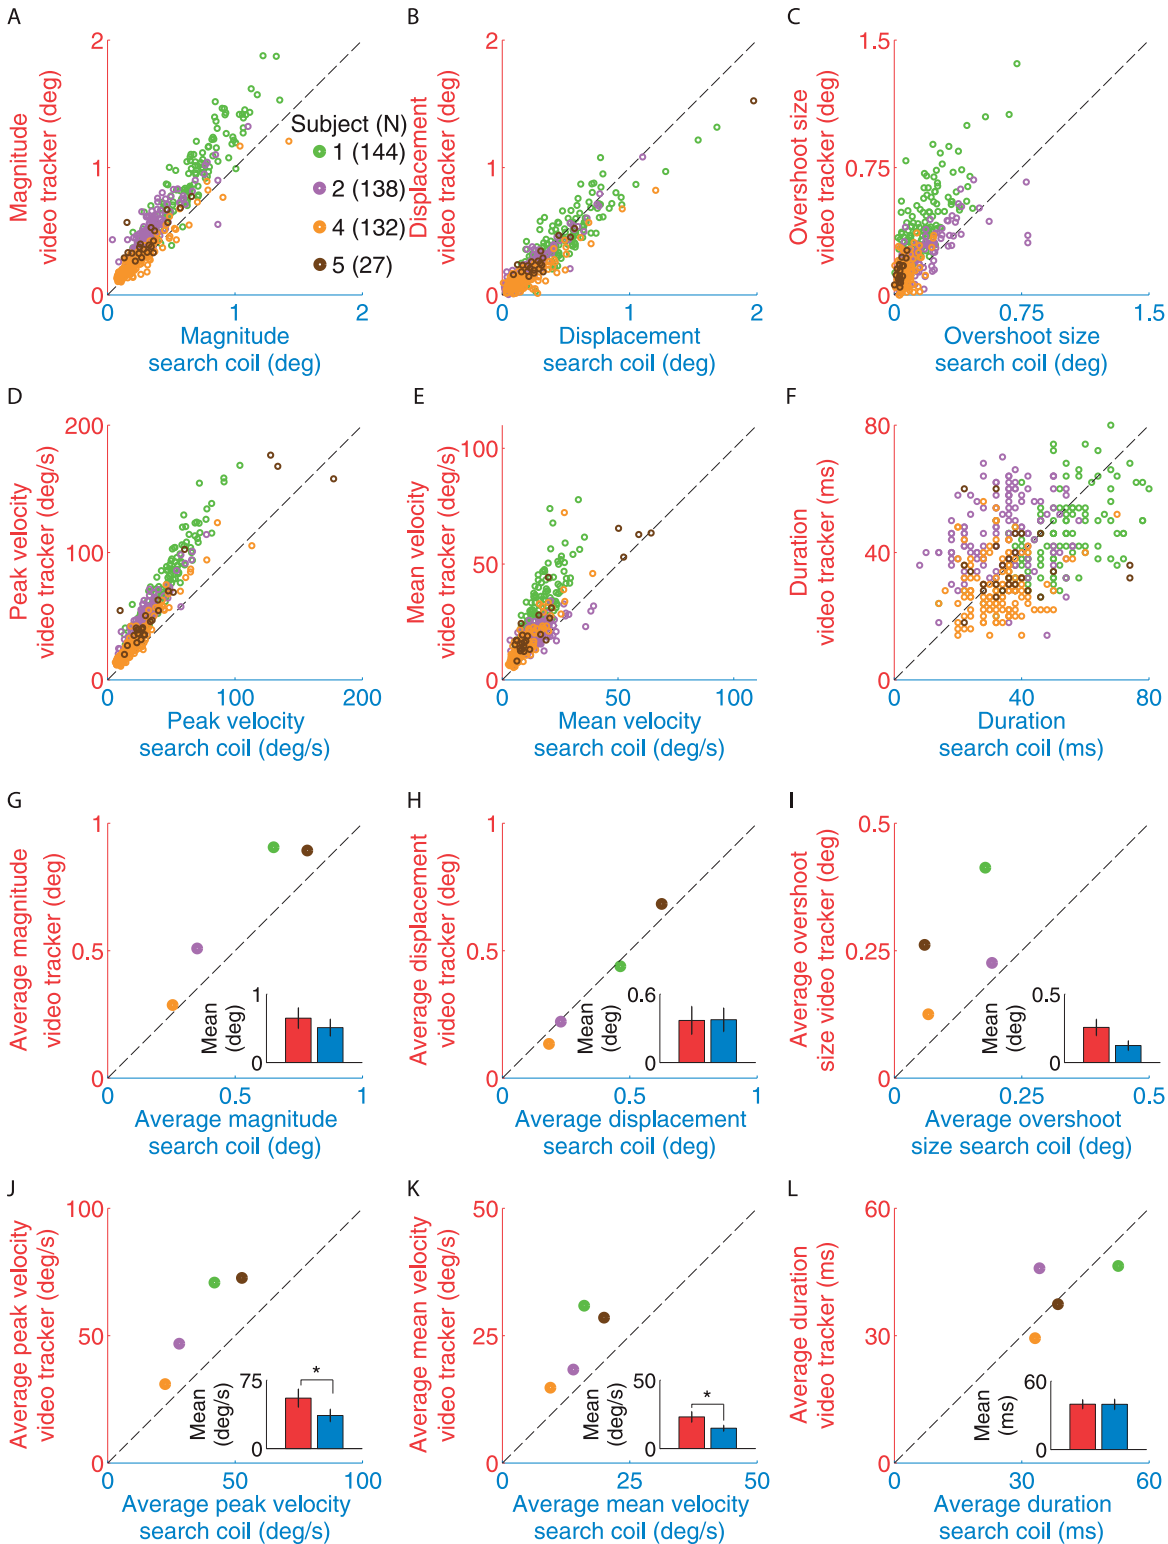 A
2
1
0
Magnitude
video tracker (deg)
0
1
2
Magnitude
search coil (deg)
Subject (N)
1 (144)
2 (138)
4 (132)
5 (27)
B
2
1
0
Displacement
video tracker (deg)
0
1
2
Displacement
search coil (deg)
C
1.5
0.75
0
Overshoot size
video tracker (deg)
0
0.75
1.5
Overshoot size
search coil (deg)
D
200
100
0
Peak velocity
video tracker (deg/s)
0
100
200
Peak velocity
search coil (deg/s)
E
100
50
0
Mean velocity
video tracker (deg/s)
0
50
100
Mean velocity
search coil (deg/s)
F
80
40
0
Duration
video tracker (ms)
0
40
80
Duration
search coil (ms)
G
1
0.5
0
Average magnitude
video tracker (deg)
0
0.5
1
Average magnitude
search coil (deg)
1
0
Mean
(deg)
H
1
0.5
0
Average displacement
video tracker (deg)
0
0.5
1
Average displacement
search coil (deg)
0.6
0
Mean
(deg)
I
0.5
0.25
0
Average overshoot
size video tracker (deg)
0
0.25
0.5
Average overshoot
size search coil (deg)
0.5
0
Mean
(deg)
J
100
50
0
Average peak velocity
video tracker (deg/s)
0
50
100
Average peak velocity
search coil (deg/s)
75
0
Mean
(deg/s)
*
K
50
25
0
Average mean velocity
video tracker (deg/s)
0
25
50
Average mean velocity
search coil (deg/s)
50
0
Mean
(deg/s)
*
L
60
30
0
Average duration
video tracker (ms)
0
30
60
Average duration
search coil (ms)
60
0
Mean
(ms)